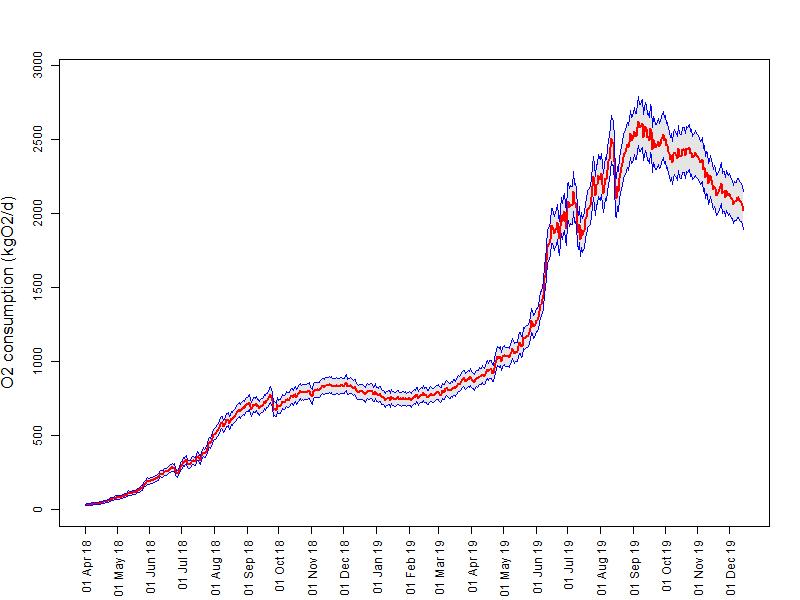 O2 consumption (kgO2/d)
3000
2500
2000
1500
1000
500
0
01 Apr 18
01 May 18
01 Jun 18
01 Jul 18
01 Aug 18
01 Sep 18
01 Oct 18
01 Nov 18
01 Dec 18
01 Jan 19
01 Feb 19
01 Mar 19
01 Apr 19
01 May 19
01 Jun 19
01 Jul 19
01 Aug 19
01 Sep 19
01 Oct 19
01 Nov 19
01 Dec 19